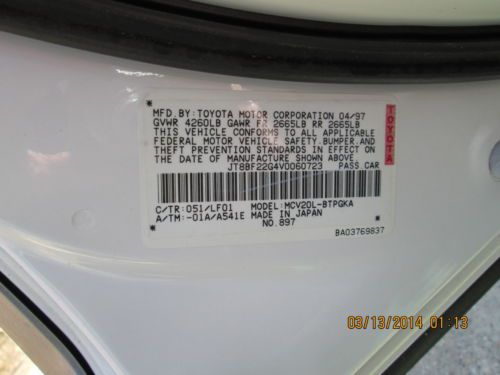 MFD. BY: TOYOTA MOTOR CORPORATION 04/97
GVWR 4260LB GAWR FR 2665LB RR 2665LB
THIS VEHICLE CONFORMS TO ALL APPLICABLE
FEDERAL MOTOR VEHICLE SAFETY, BUMPER, AND
THEFT PREVENTION STANDARDS IN EFFECT ON
THE DATE OF MANUFACTURE SHOWN ABOVE.
JT8BF22G4V0060723 PASS. CAR
TOYOTA
C/TR: 051/LF01 MODEL: MCV20L-BTPGKA
A/TM: -01A/A541E MADE IN JAPAN
NO. 897
BA03769837
03/13/2014 01:13